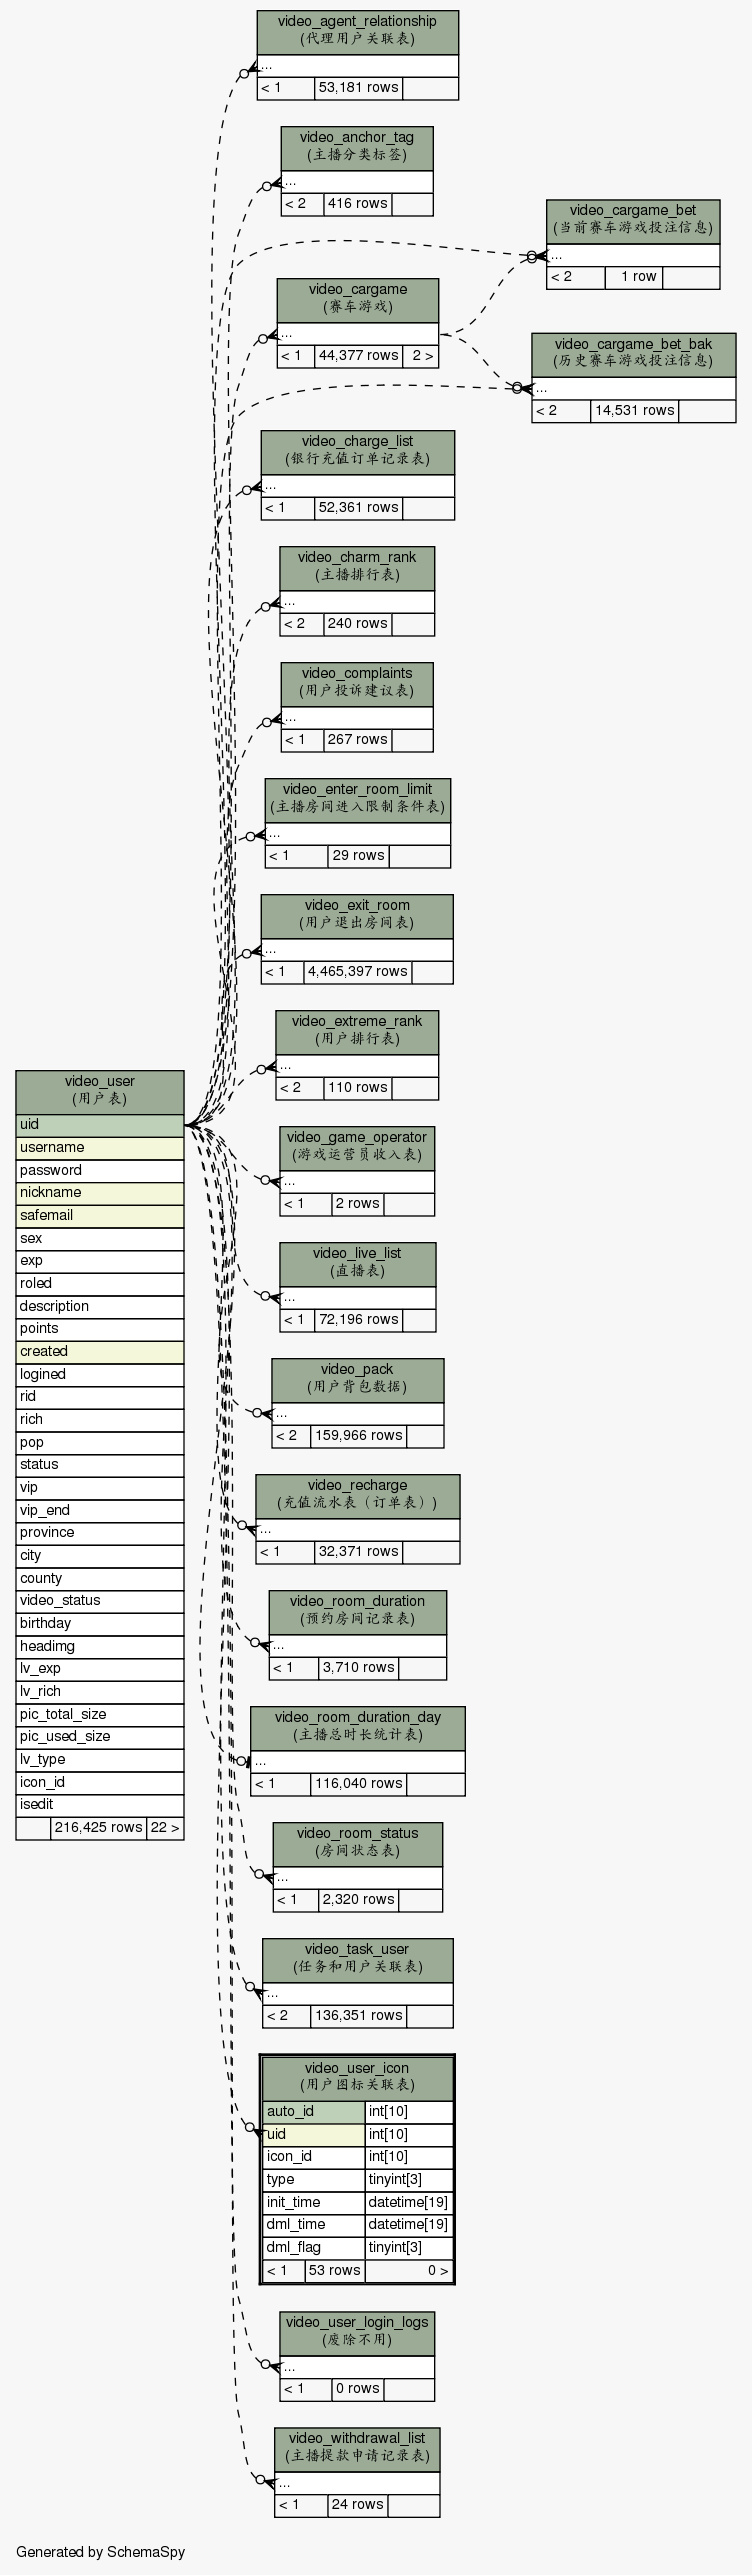 video_agent_relationship
(代理用户关联表)
...
< 1 53,181 rows
video_anchor_tag
(主播分类标签)
...
< 2 416 rows
video_cargame_bet
(当前赛车游戏投注信息)
...
< 2 1 row
video_cargame
(赛车游戏)
...
< 1 44,377 rows 2 >
video_cargame_bet_bak
(历史赛车游戏投注信息)
...
< 2 14,531 rows
video_charge_list
(银行充值订单记录表)
...
< 1 52,361 rows
video_charm_rank
(主播排行表)
...
< 2 240 rows
video_complaints
(用户投诉建议表)
...
< 1 267 rows
video_enter_room_limit
(主播房间进入限制条件表)
...
< 1 29 rows
video_exit_room
(用户退出房间表)
...
< 1 4,465,397 rows
video_extreme_rank
(用户排行表)
...
< 2 110 rows
video_game_operator
(游戏运营员收入表)
...
< 1 2 rows
video_live_list
(直播表)
...
< 1 72,196 rows
video_pack
(用户背包数据)
...
< 2 159,966 rows
video_recharge
(充值流水表（订单表）)
...
< 1 32,371 rows
video_room_duration
(预约房间记录表)
...
< 1 3,710 rows
video_room_duration_day
(主播总时长统计表)
...
< 1 116,040 rows
video_room_status
(房间状态表)
...
< 1 2,320 rows
video_task_user
(任务和用户关联表)
...
< 2 136,351 rows
video_user_icon
(用户图标关联表)
auto_id int[10]
uid int[10]
icon_id int[10]
type tinyint[3]
init_time datetime[19]
dml_time datetime[19]
dml_flag tinyint[3]
< 1 53 rows 0 >
video_user_login_logs
(废除不用)
...
< 1 0 rows
video_withdrawal_list
(主播提款申请记录表)
...
< 1 24 rows
video_user
(用户表)
uid
username
password
nickname
safemail
sex
exp
roled
description
points
created
logined
rid
rich
pop
status
vip
vip_end
province
city
county
video_status
birthday
headimg
lv_exp
lv_rich
pic_total_size
pic_used_size
lv_type
icon_id
isedit
216,425 rows 22 >
Generated by SchemaSpy